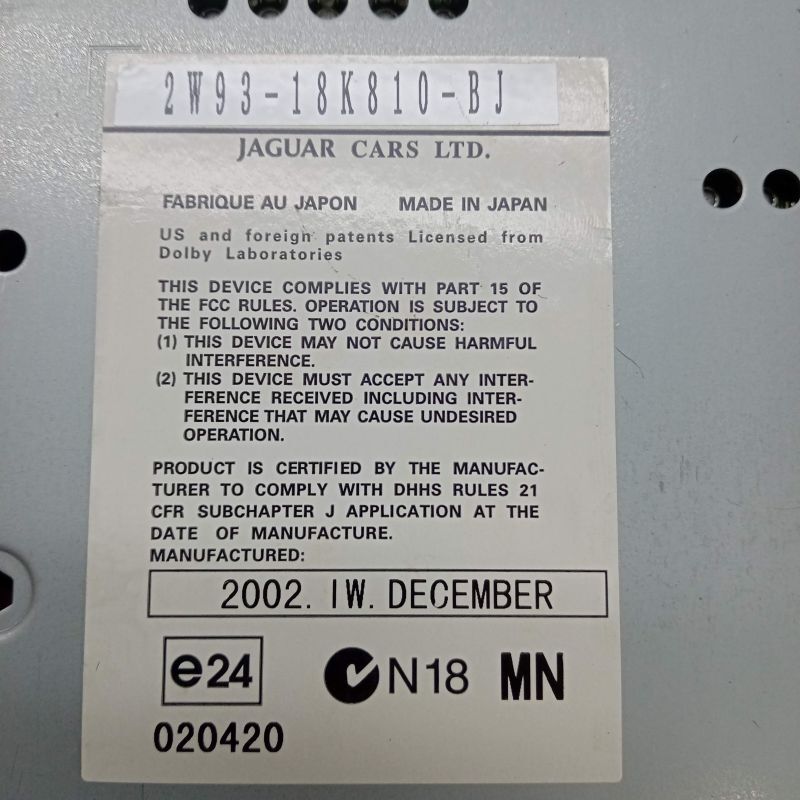 2W93-18K810-BJ
JAGUAR CARS LTD.
FABRIQUE AU JAPON MADE IN JAPAN
US and foreign patents Licensed from
Dolby Laboratories
THIS DEVICE COMPLIES WITH PART 15 OF
THE FCC RULES. OPERATION IS SUBJECT TO
THE FOLLOWING TWO CONDITIONS:
(1) THIS DEVICE MAY NOT CAUSE HARMFUL
INTERFERENCE.
(2) THIS DEVICE MUST ACCEPT ANY INTER-
FERENCE RECEIVED INCLUDING INTER-
FERENCE THAT MAY CAUSE UNDESIRED
OPERATION.
PRODUCT IS CERTIFIED BY THE MANUFAC-
TURER TO COMPLY WITH DHHS RULES 21
CFR SUBCHAPTER J APPLICATION AT THE
DATE OF MANUFACTURE.
MANUFACTURED:
2002. IW. DECEMBER
e24 N18 MN
020420